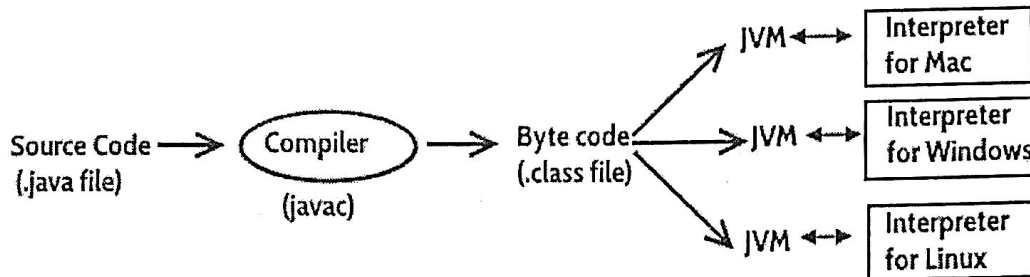 JVM
Interpreter
for Mac
Source Code
(.java file)
Compiler
(javac)
Byte code
(.class file)
JVM
Interpreter
for Windows
JVM
Interpreter
for Linux